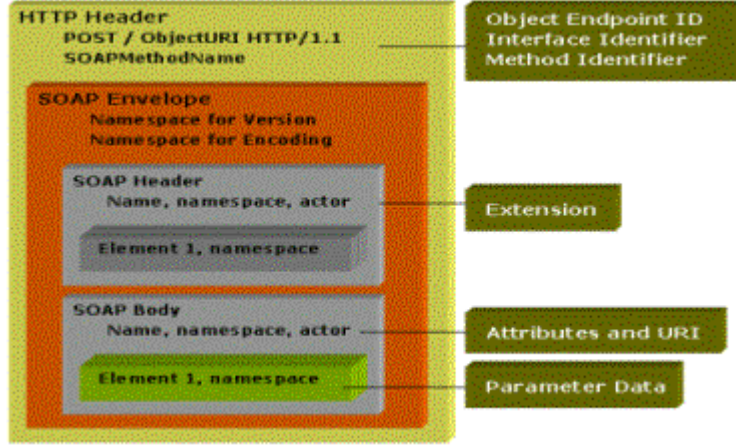 HTTP Header
POST / ObjectURI HTTP/1.1
SOAPMethodName
Object Endpoint ID
Interface Identifier
Method Identifier
SOAP Envelope
Namespace for Version
Namespace for Encoding
SOAP Header
Name, namespace, actor
Extension
Element 1, namespace
SOAP Body
Name, namespace, actor
Attributes and URI
Element 1, namespace
Parameter Data